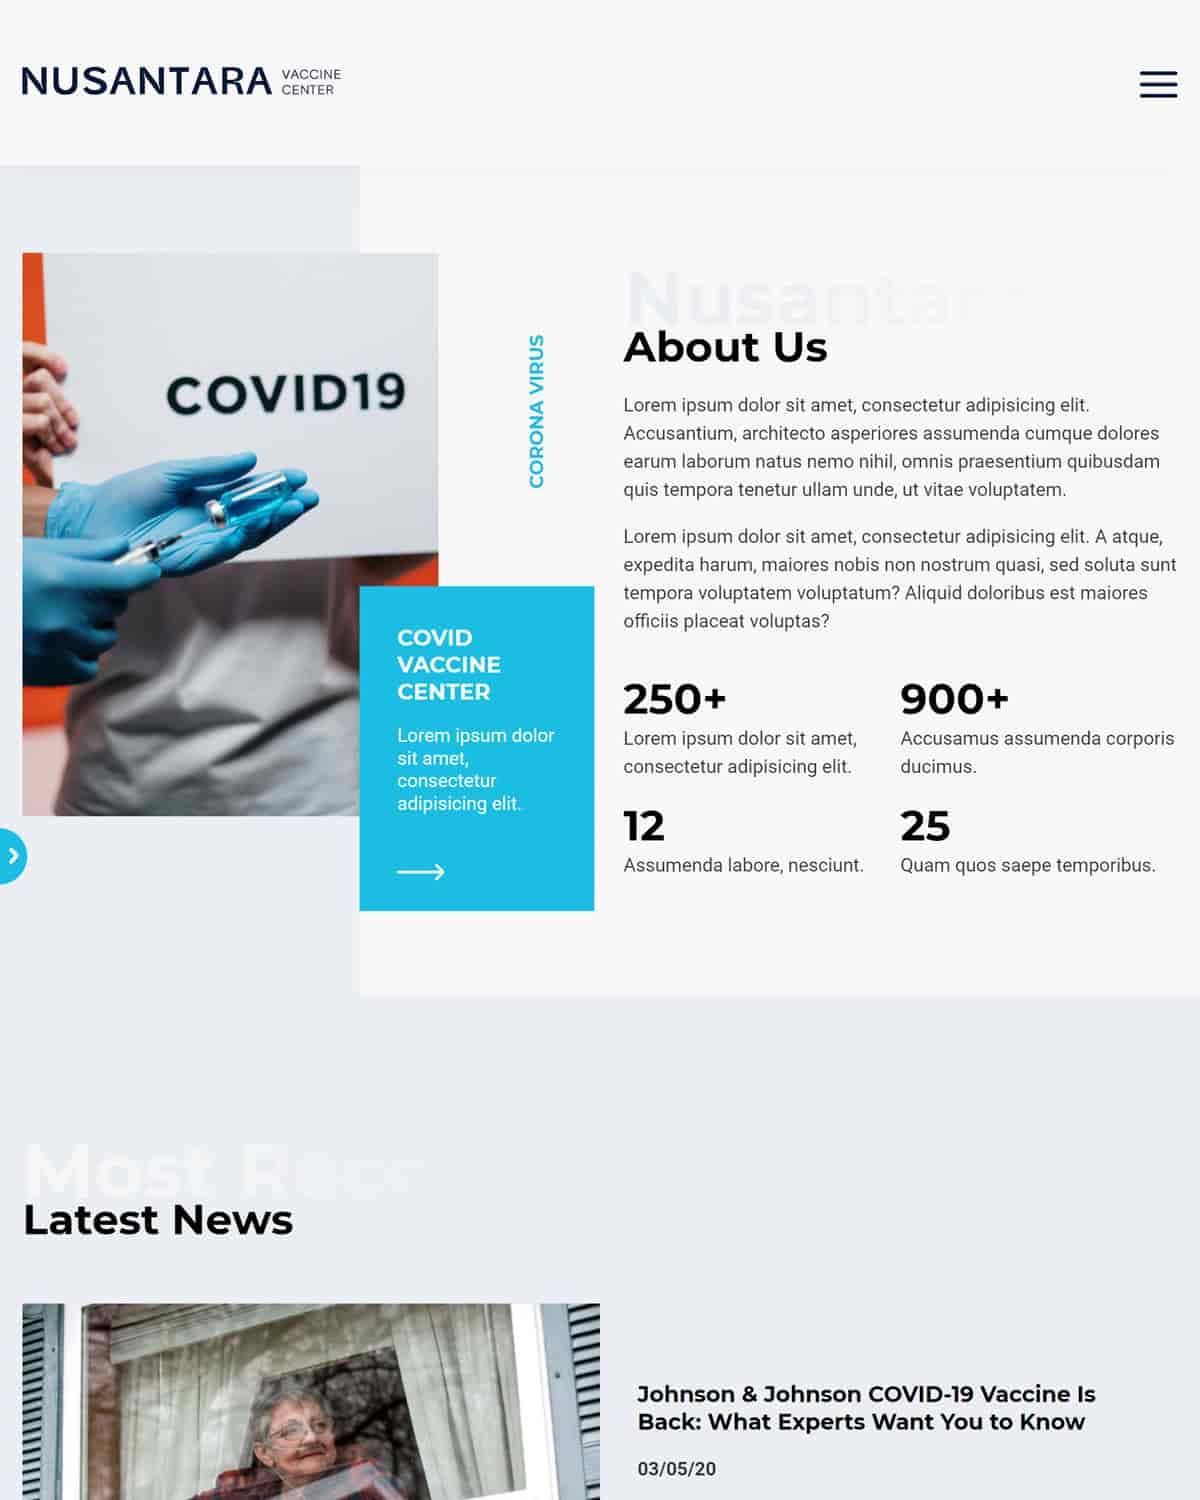 NUSANTARA VACCINE
CENTER
COVID19
CORONA VIRUS
COVID
VACCINE
CENTER
Lorem ipsum dolor
sit amet,
consectetur
adipisicing elit.
Nusantar
About Us
Lorem ipsum dolor sit amet, consectetur adipisicing elit.
Accusantium, architecto asperiores assumenda cumque dolores
earum laborum natus nemo nihil, omnis praesentium quibusdam
quis tempora tenetur ullam unde, ut vitae voluptatem.
Lorem ipsum dolor sit amet, consectetur adipisicing elit. A atque,
expedita harum, maiores nobis non nostrum quasi, sed soluta sunt
tempora voluptatem voluptatum? Aliquid doloribus est maiores
officiis placeat voluptas?
250+
Lorem ipsum dolor sit amet,
consectetur adipisicing elit.
900+
Accusamus assumenda corporis
ducimus.
12
Assumenda labore, nesciunt.
25
Quam quos saepe temporibus.
Most
Latest News
Johnson & Johnson COVID-19 Vaccine Is
Back: What Experts Want You to Know
03/05/20